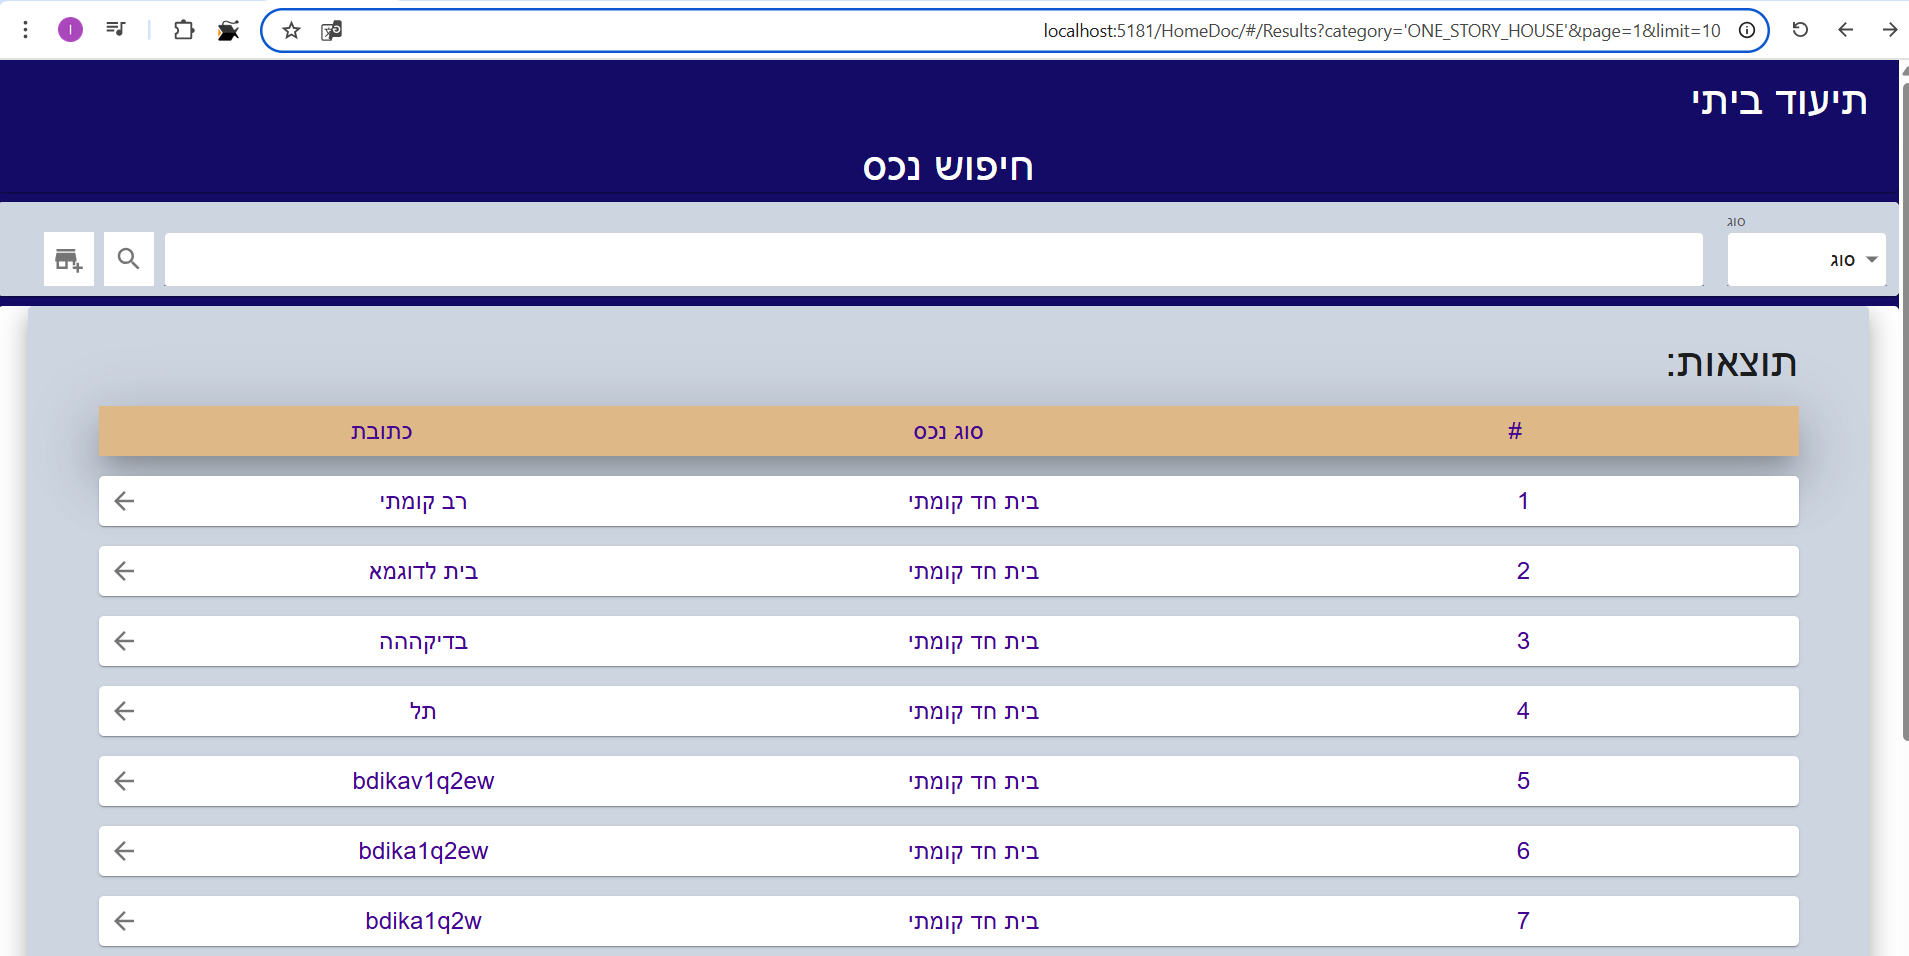 I
localhost:5181/HomeDoc/#/Results?category='ONE_STORY_HOUSE'&page=1&limit=10
תיעוד ביתי
חיפוש נכס
סוג
סוג
תוצאות:
# סוג נכס כתובת
1 בית חד קומתי רב קומתי
2 בית חד קומתי בית לדוגמא
3 בית חד קומתי בדיקההה
4 בית חד קומתי תל
5 בית חד קומתי bdikav1q2ew
6 בית חד קומתי bdika1q2ew
7 בית חד קומתי bdika1q2w